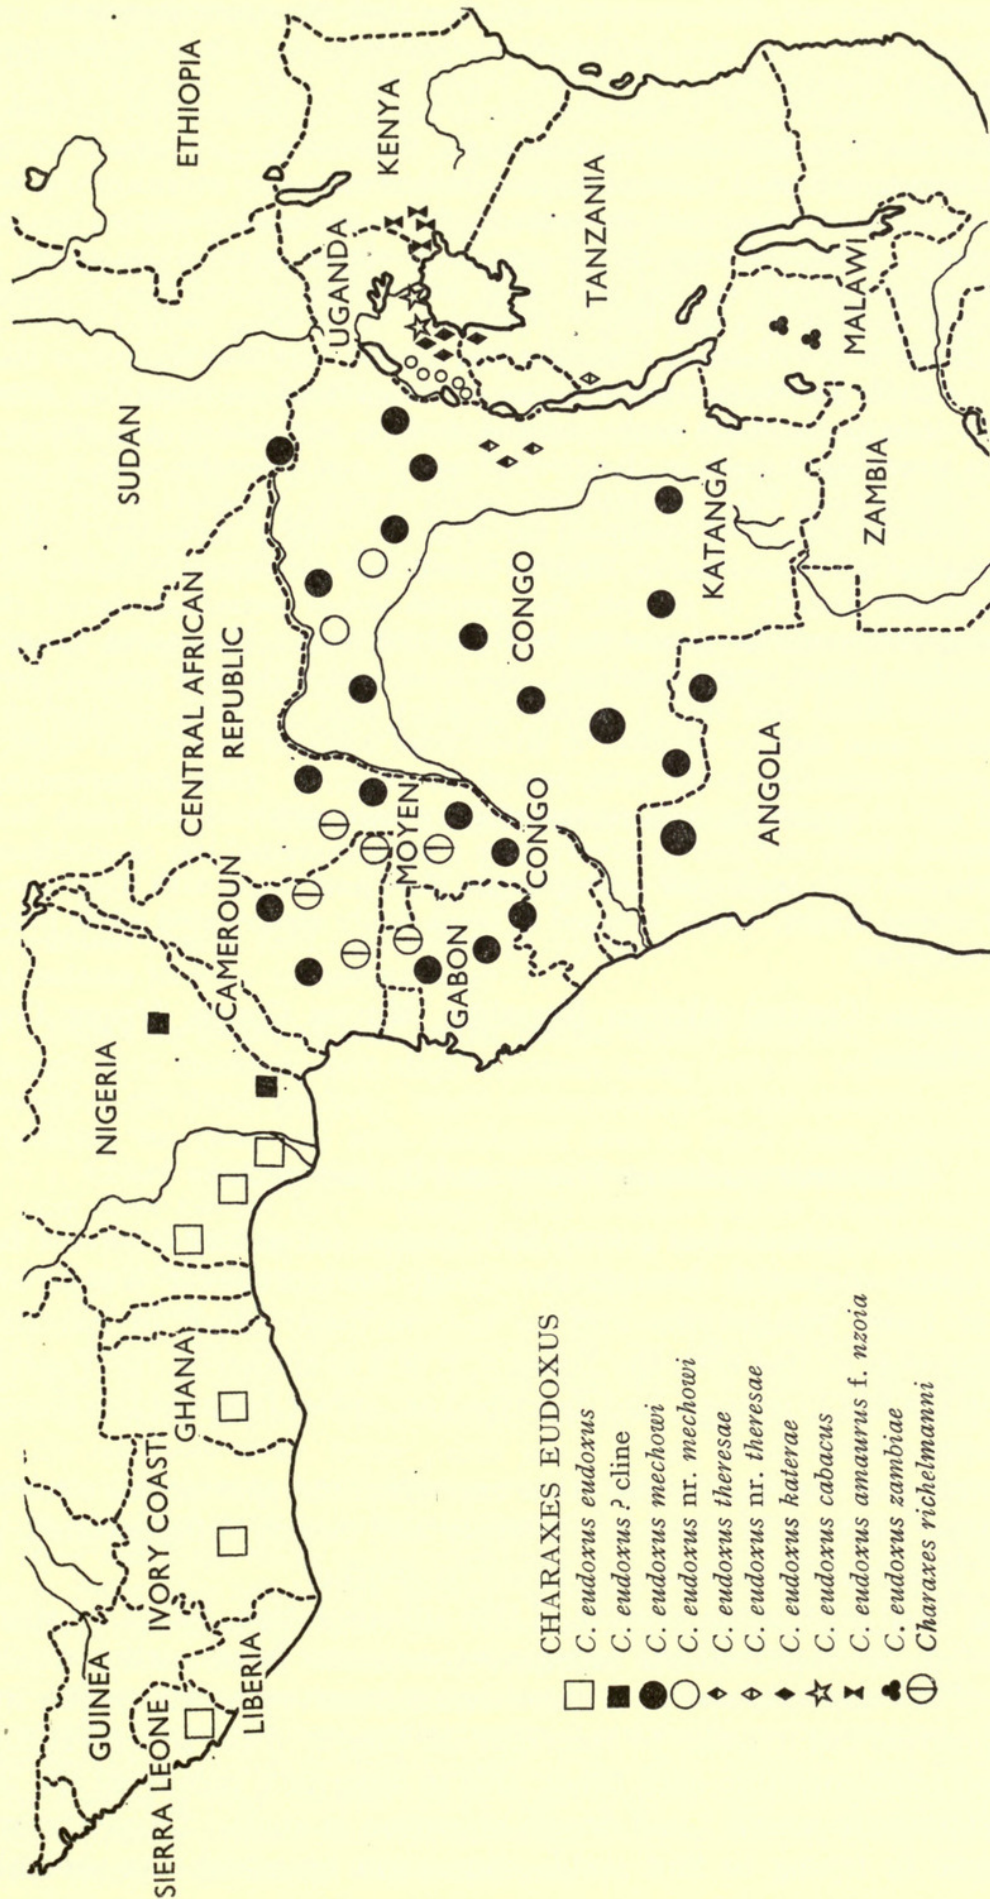 ETHIOPIA
SUDAN
KENYA
UGANDA
CENTRAL AFRICAN
REPUBLIC
NIGERIA
CAMEROUN
GUINEA
SIERRA LEONE
IVORY COAST
GHANA
LIBERIA
MOYEN
CONGO
GABON
CONGO
TANZANIA
KATANGA
ANGOLA
MALAWI
ZAMBIA
CHARAXES EUDOXUS
C. eudoxus eudoxus
C. eudoxus ? cline
C. eudoxus mechowi
C. eudoxus nr. mechowi
C. eudoxus theresae
C. eudoxus nr. theresae
C. eudoxus katerae
C. eudoxus cabacus
C. eudoxus amaurus f. nzoia
C. eudoxus zambiae
Charaxes richelmanni